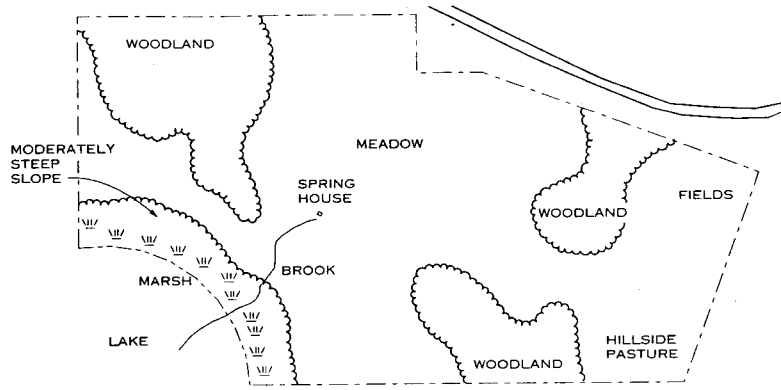 WOODLAND
MEADOW
MODERATELY
STEEP
SLOPE
SPRING
HOUSE
FIELDS
WOODLAND
MARSH
BROOK
LAKE
HILLSIDE
PASTURE
WOODLAND